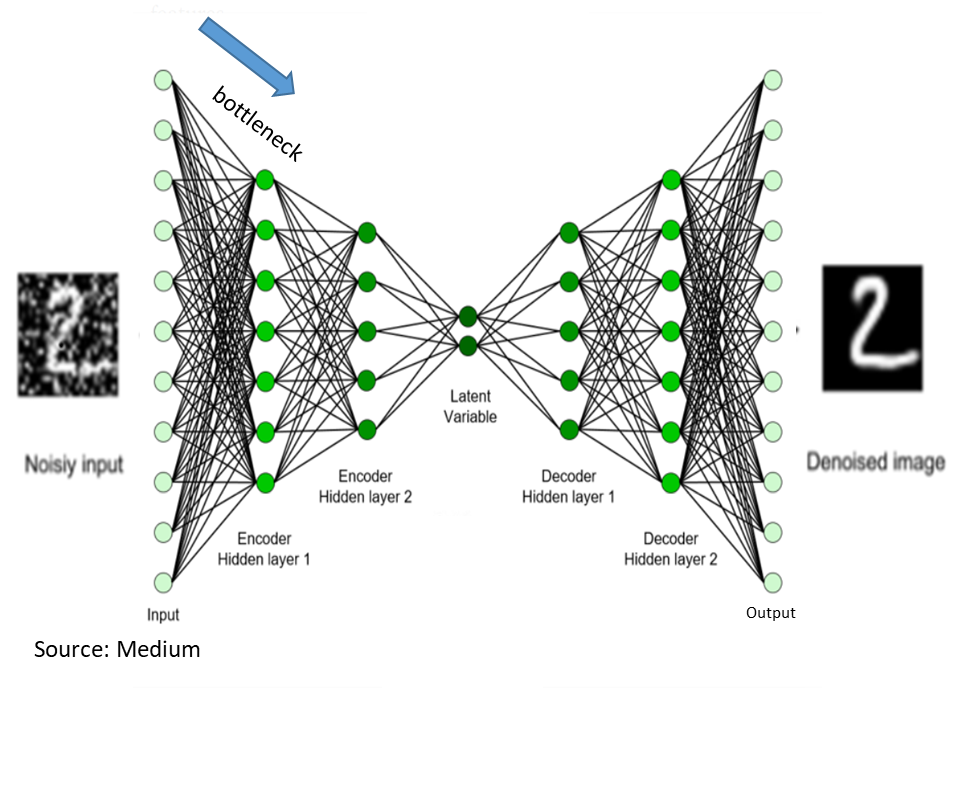 bottleneck
Latent
Variable
Noisiy input
Denoised image
Encoder
Hidden layer 2
Decoder
Hidden layer 1
Encoder
Hidden layer 1
Decoder
Hidden layer 2
Input
Output
Source: Medium